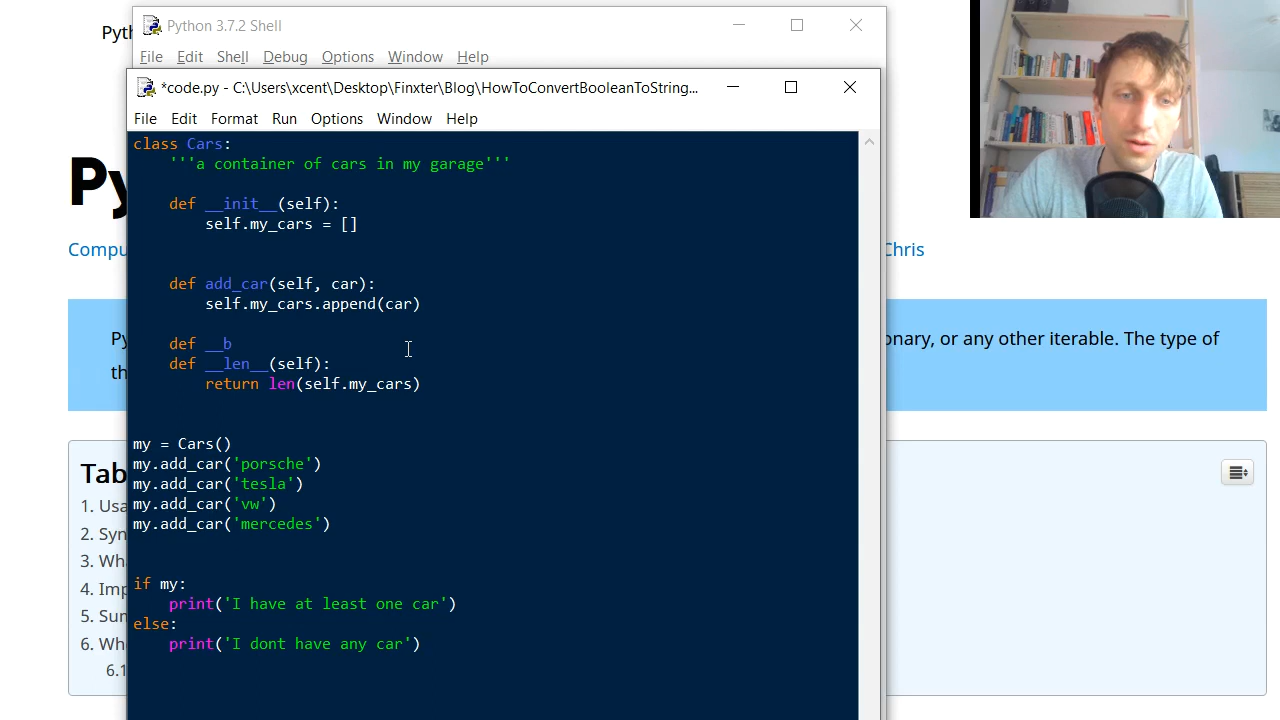 Pyth
Python 3.7.2 Shell
File Edit Shell Debug Options Window Help
*code.py - C:\Users\xcent\Desktop\Finxter\Blog\HowToConvertBooleanToString...
File Edit Format Run Options Window Help
class Cars:
'''a container of cars in my garage'''
def __init__(self):
self.my_cars = []
def add_car(self, car):
self.my_cars.append(car)
def __b
def __len__(self):
return len(self.my_cars)
my = Cars()
my.add_car('porsche')
my.add_car('tesla')
my.add_car('vw')
my.add_car('mercedes')
if my:
print('I have at least one car')
else:
print('I dont have any car')
Py
Compu
Chris
Py
onary, or any other iterable. The type of
th
Tab
1. Usa
2. Syn
3. Wha
4. Imp
5. Sum
6. Wh
6.1